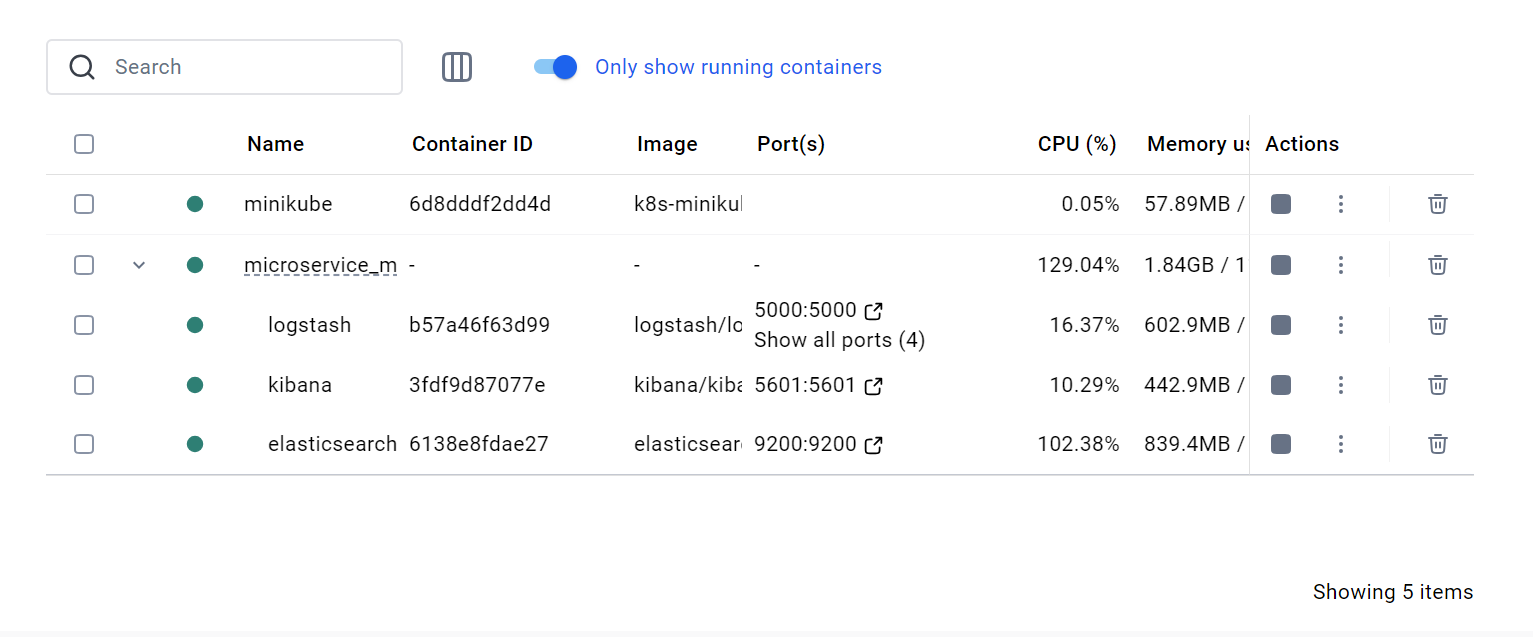 Search
Only show running containers
Name Container ID Image Port(s) CPU (%) Memory us Actions
minikube 6d8dddf2dd4d k8s-minikul 0.05% 57.89MB /
microservice_m - - - 129.04% 1.84GB / 1
logstash b57a46f63d99 logstash/lo 5000:5000 16.37% 602.9MB /
Show all ports (4)
kibana 3fdf9d87077e kibana/kiba 5601:5601 10.29% 442.9MB /
elasticsearch 6138e8fdae27 elasticsear 9200:9200 102.38% 839.4MB /
Showing 5 items